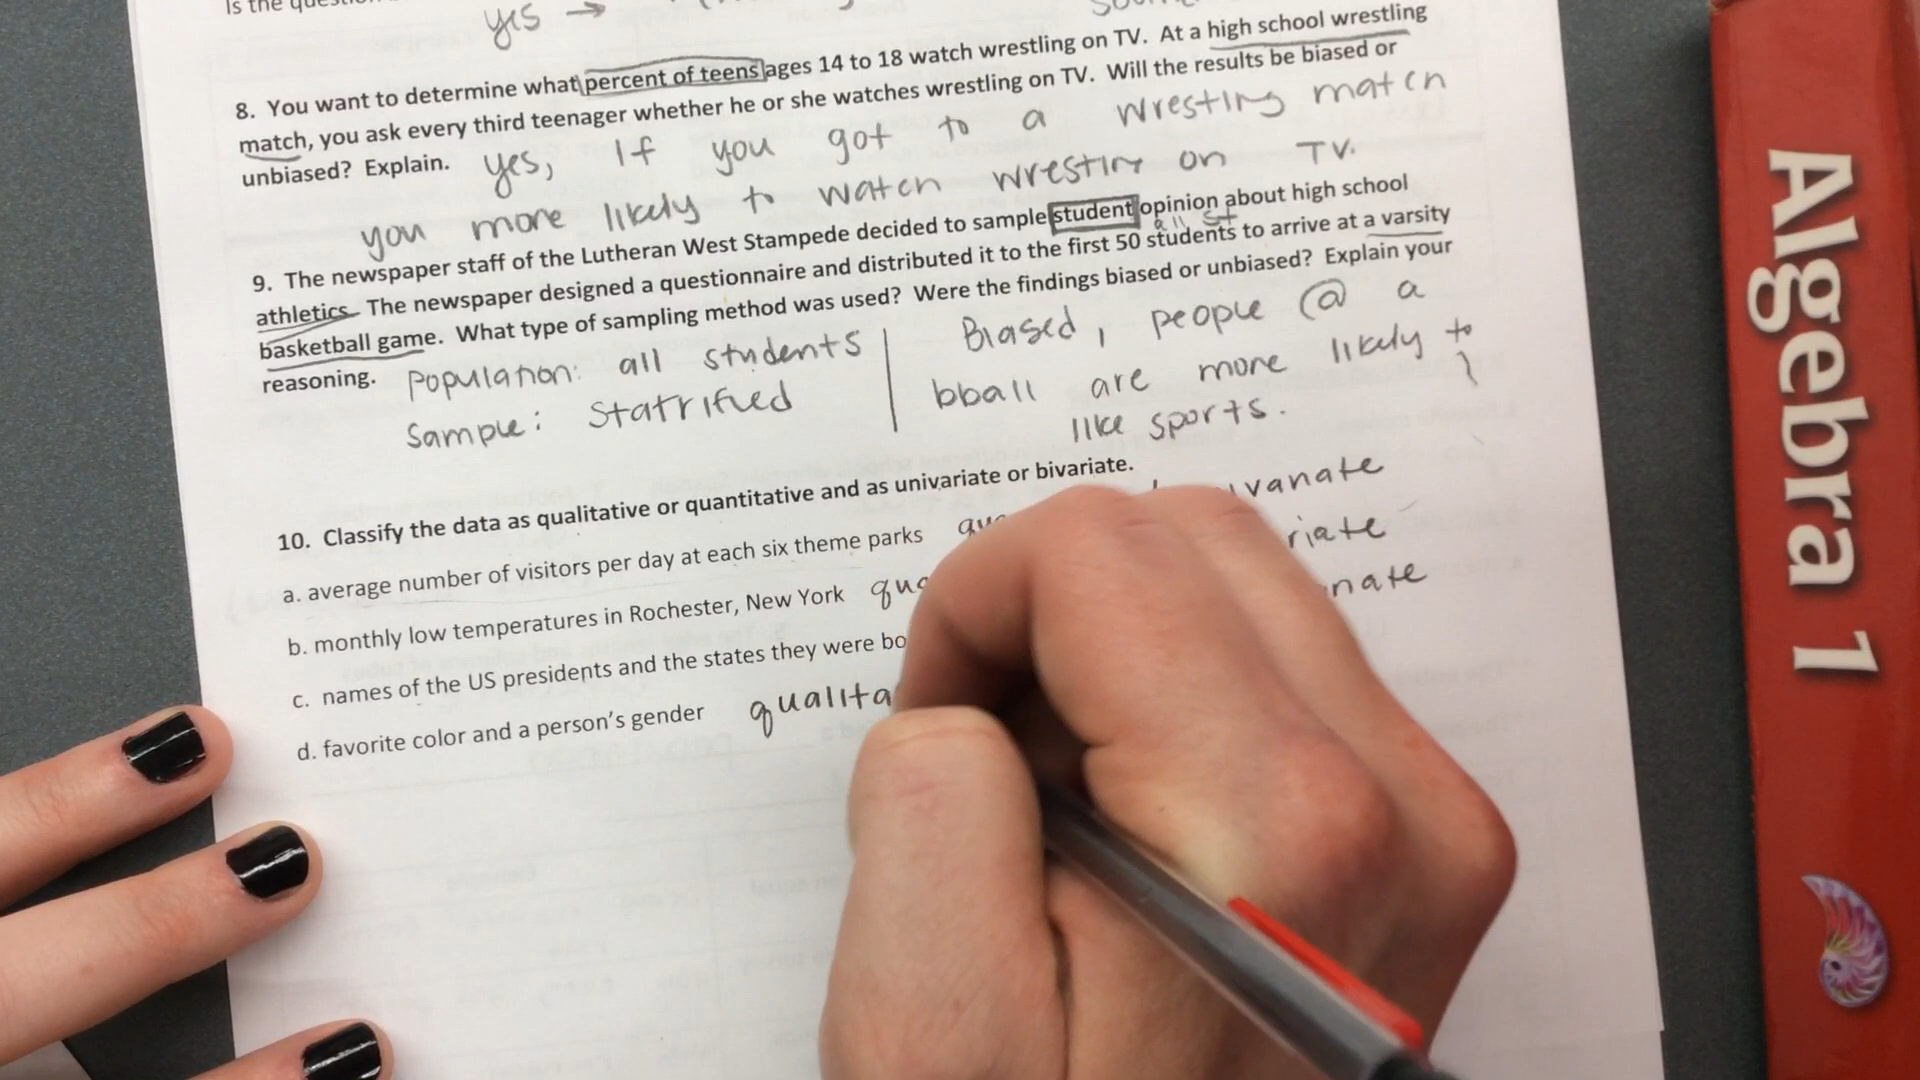 Is the
yes →
8. You want to determine what percent of teens ages 14 to 18 watch wrestling on TV. At a high school wrestling
match, you ask every third teenager whether he or she watches wrestling on TV. Will the results be biased or
unbiased? Explain. yes, If you got to a wresting match
you more likely to watch wrestin on TV.
9. The newspaper staff of the Lutheran West Stampede decided to sample student opinion about high school
all st
athletics. The newspaper designed a questionnaire and distributed it to the first 50 students to arrive at a varsity
basketball game. What type of sampling method was used? Were the findings biased or unbiased? Explain your
reasoning.
Population: all students
Sample: Statrified
Biased, people @ a
bball are more likely to
like sports.
10. Classify the data as qualitative or quantitative and as univariate or bivariate.
a. average number of visitors per day at each six theme parks
b. monthly low temperatures in Rochester, New York
c. names of the US presidents and the states they were bo
d. favorite color and a person's gender qualita
Algebra 1